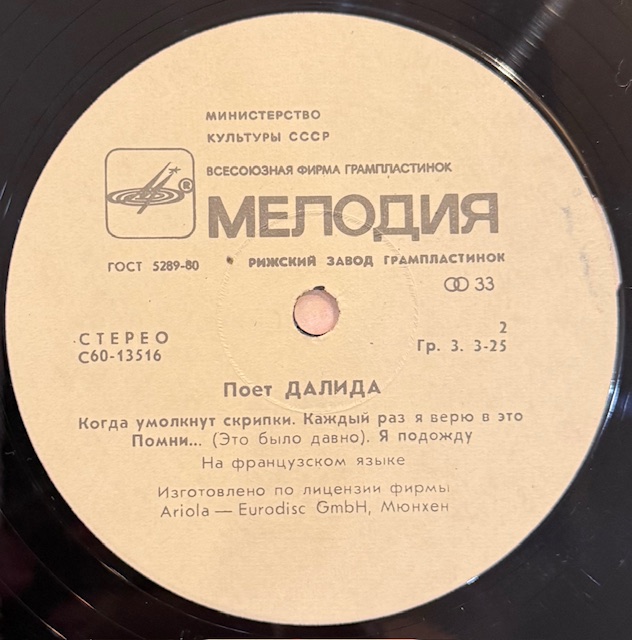 МИНИСТЕРСТВО
КУЛЬТУРЫ СССР
ВСЕСОЮЗНАЯ ФИРМА ГРАМПЛАСТИНОК
®
МЕЛОДИЯ
ГОСТ 5289-80
РИЖСКИЙ ЗАВОД ГРАМПЛАСТИНОК
33
СТЕРЕО
С60-13516
2
Гр. 3. 3-25
Поет ДАЛИДА
Когда умолкнут скрипки. Каждый раз я верю в это
Помни... (Это было давно). Я подожду
На французском языке
Изготовлено по лицензии фирмы
Ariola — Eurodisc GmbH, Мюнхен